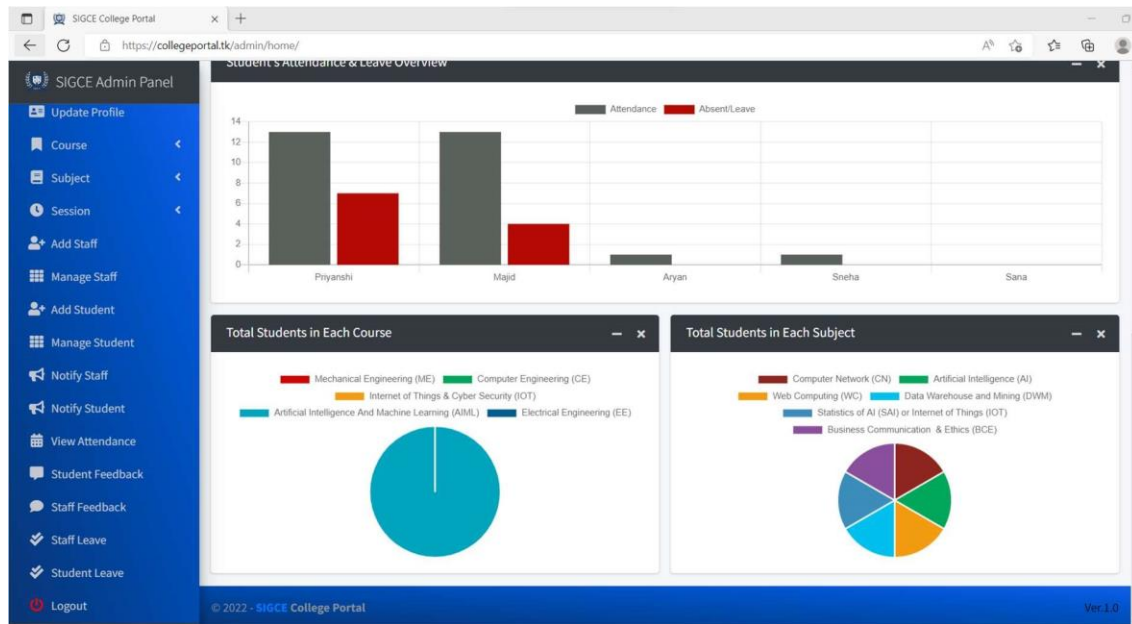 SIGCE College Portal
https://collegeportal.tk/admin/home/
SIGCE Admin Panel
Update Profile
Course
Subject
Session
Add Staff
Manage Staff
Add Student
Manage Student
Notify Staff
Notify Student
View Attendance
Student Feedback
Staff Feedback
Staff Leave
Student Leave
Logout
Student's Attendance & Leave Overview
Attendance Absent/Leave
14
12
10
8
6
4
2
0
Priyanshi Majid Aryan Sneha Sana
Total Students in Each Course
Mechanical Engineering (ME) Computer Engineering (CE)
Internet of Things & Cyber Security (IOT)
Artificial Intelligence And Machine Learning (AIML) Electrical Engineering (EE)
Total Students in Each Subject
Computer Network (CN) Artificial Intelligence (AI)
Web Computing (WC) Data Warehouse and Mining (DWM)
Statistics of AI (SAI) or Internet of Things (IOT)
Business Communication & Ethics (BCE)
© 2022 - SIGCE College Portal
Ver.1.0